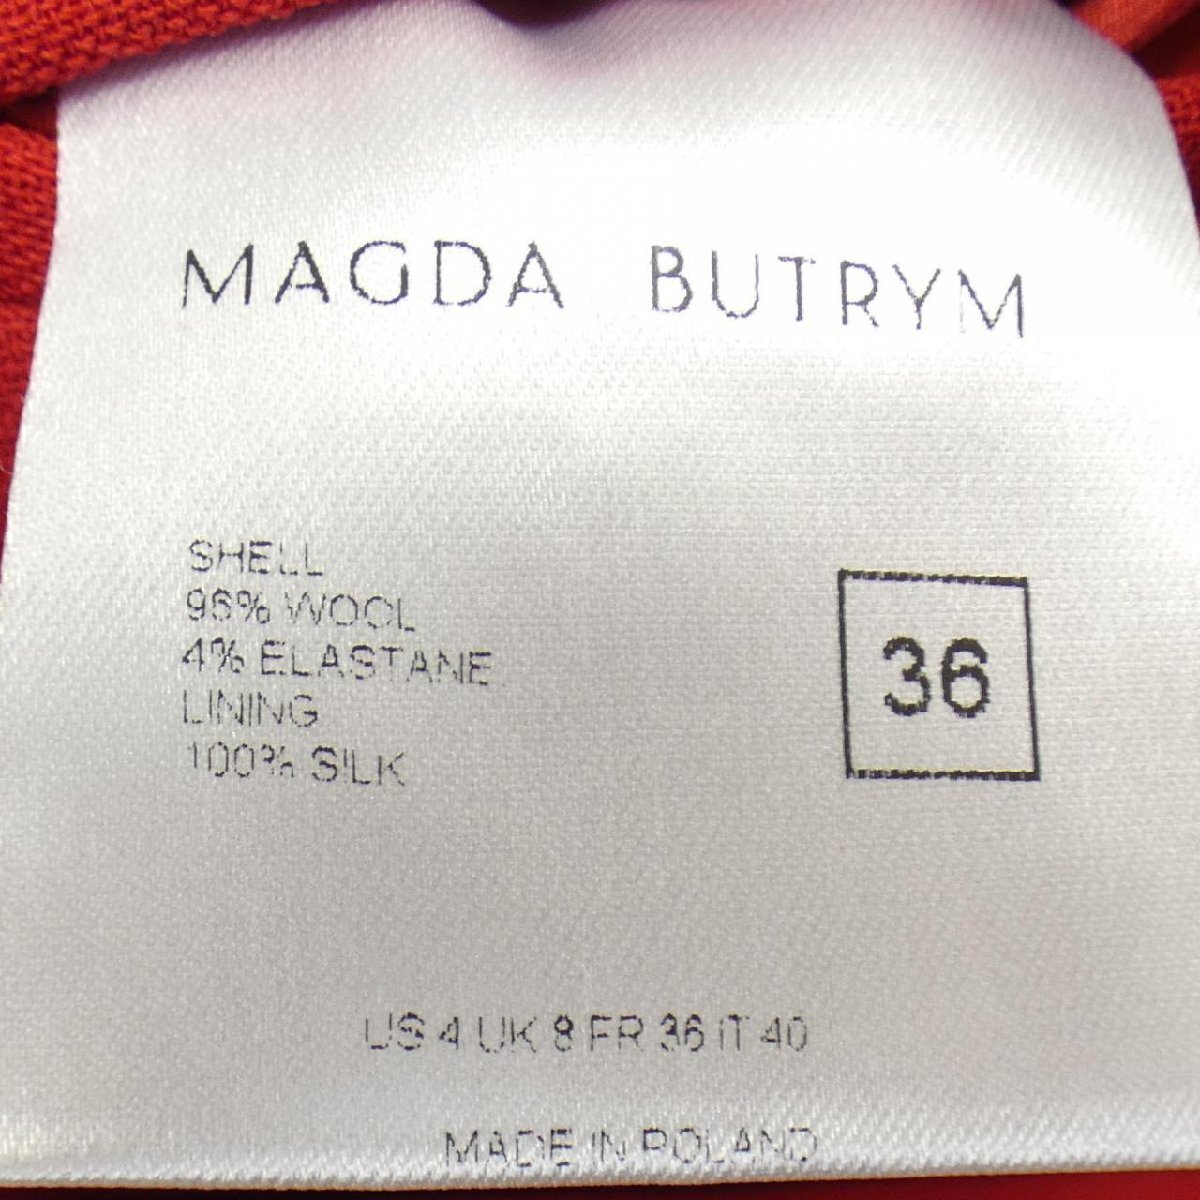 MAGDA BUTRYM
SHELL
96% WOOL
4% ELASTANE
LINING
100% SILK
36
US 4 UK 8 FR 36 IT 40
MADE IN POLAND